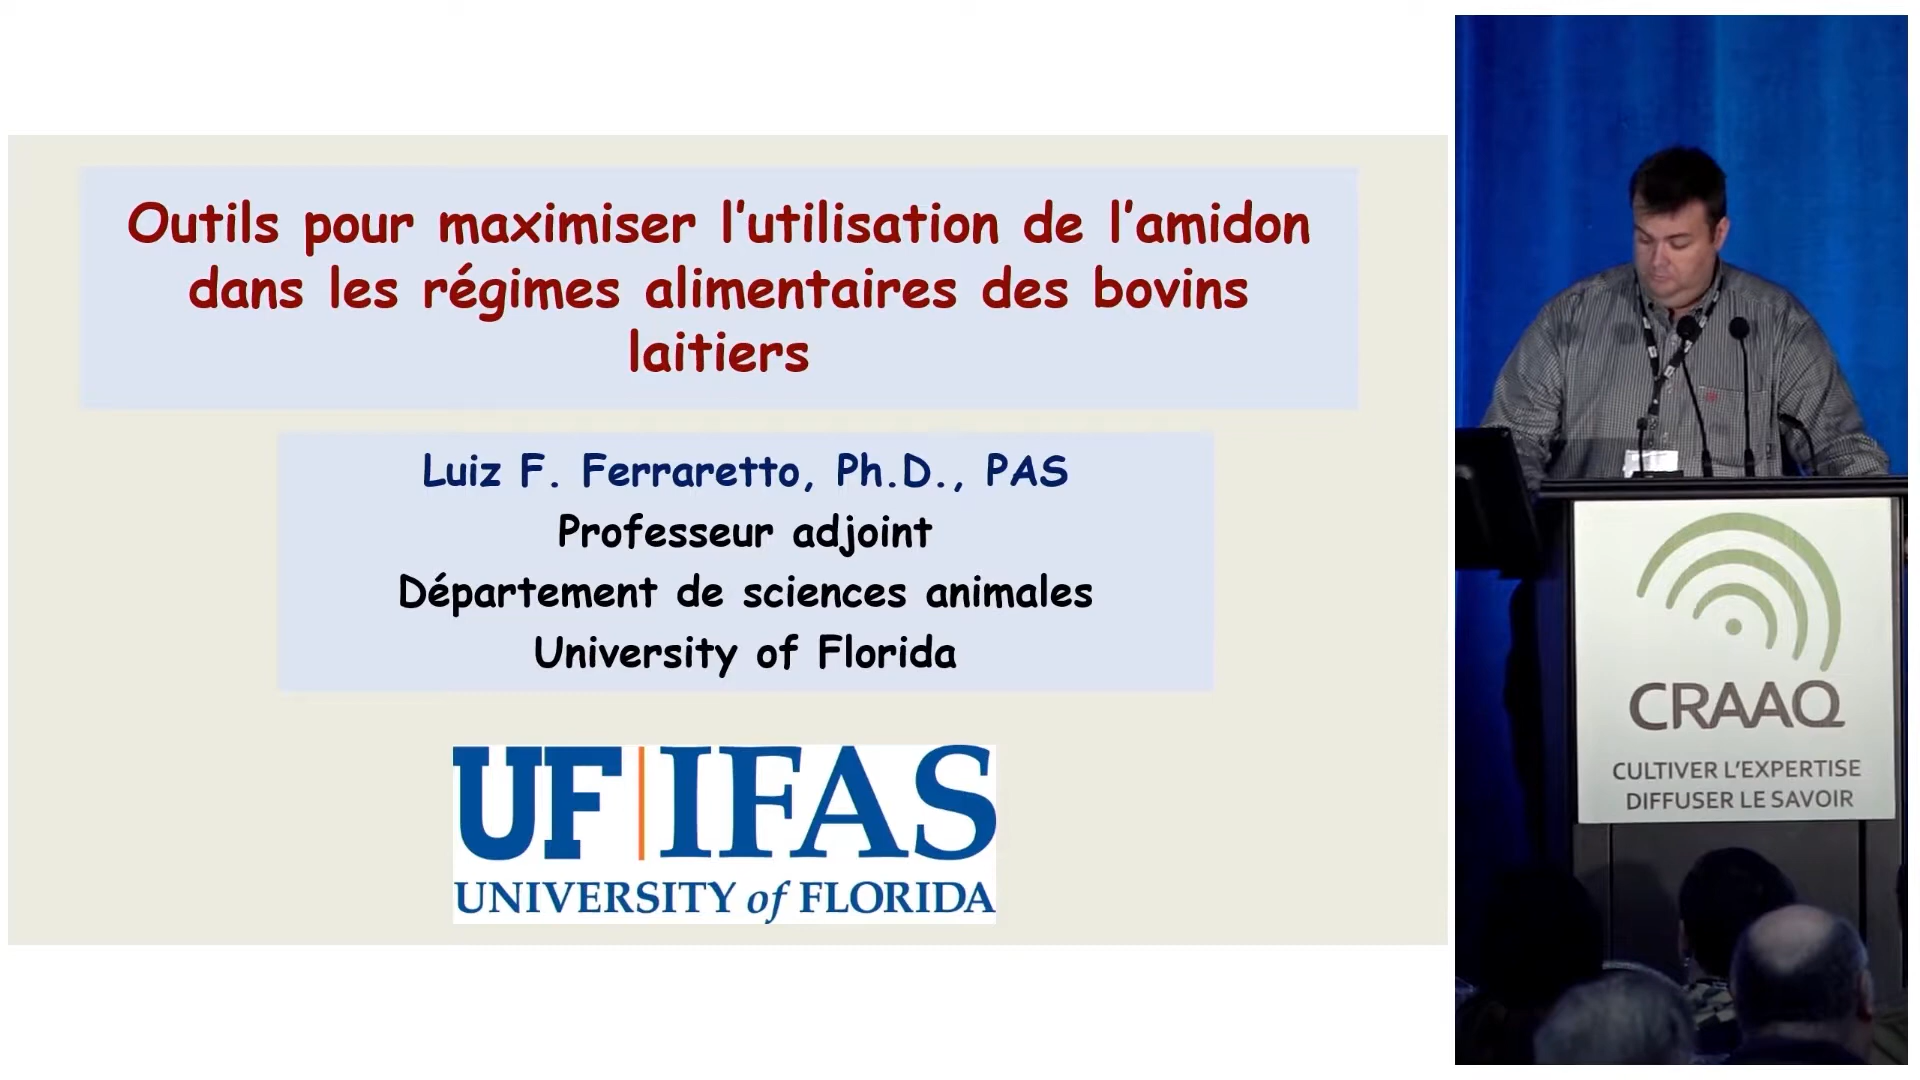 Outils pour maximiser l'utilisation de l'amidon
dans les régimes alimentaires des bovins
laitiers
Luiz F. Ferraretto, Ph.D., PAS
Professeur adjoint
Département de sciences animales
University of Florida
UF|IFAS
UNIVERSITY of FLORIDA
CRAAQ
CULTIVER L'EXPERTISE
DIFFUSER LE SAVOIR